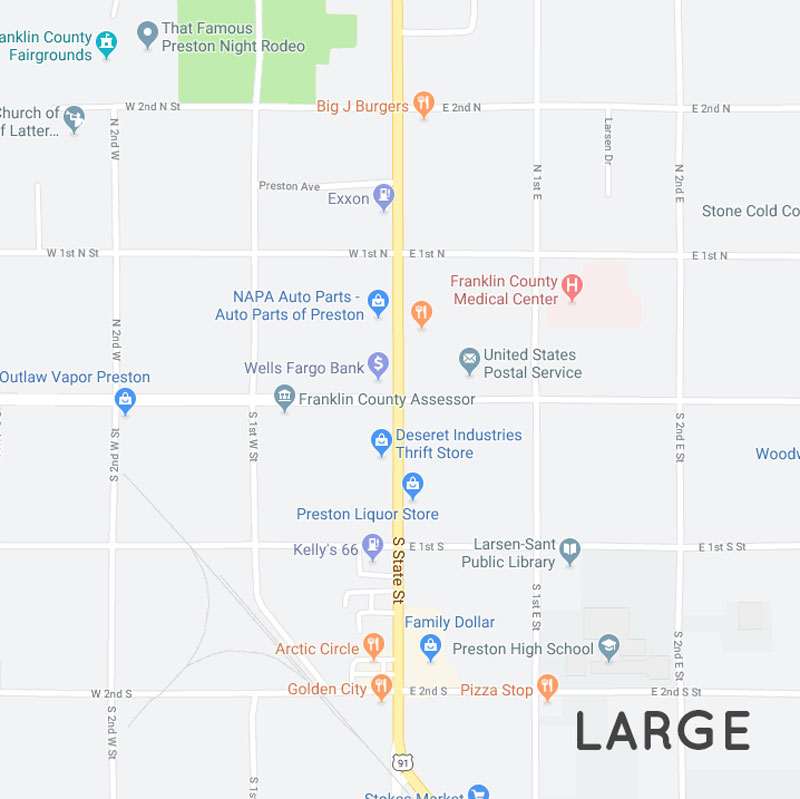 anklin County
Fairgrounds
That Famous
Preston Night Rodeo
W 2nd N St
Big J Burgers
E 2nd N
E 2nd N
Church of
f Latter...
N 2nd W
Larsen Dr
Preston Ave
Exxon
N 1st E
N 2nd E
Stone Cold Co
W 1st N St
W 1st N
E 1st N
E 1st N
Franklin County
Medical Center
NAPA Auto Parts -
Auto Parts of Preston
N 2nd W
United States
Postal Service
Wells Fargo Bank
Outlaw Vapor Preston
Franklin County Assessor
S 1st W St
S 2nd W St
S 2nd E St
Deseret Industries
Thrift Store
Woodw
Preston Liquor Store
Kelly's 66
S State St
E 1st S
Larsen-Sant
Public Library
E 1st S St
S 1st E St
Family Dollar
Arctic Circle
Preston High School
S 2nd E St
Golden City
W 2nd S
E 2nd S
Pizza Stop
E 2nd S St
S 2nd W St
LARGE
91
S 1st W St
Stokes Market